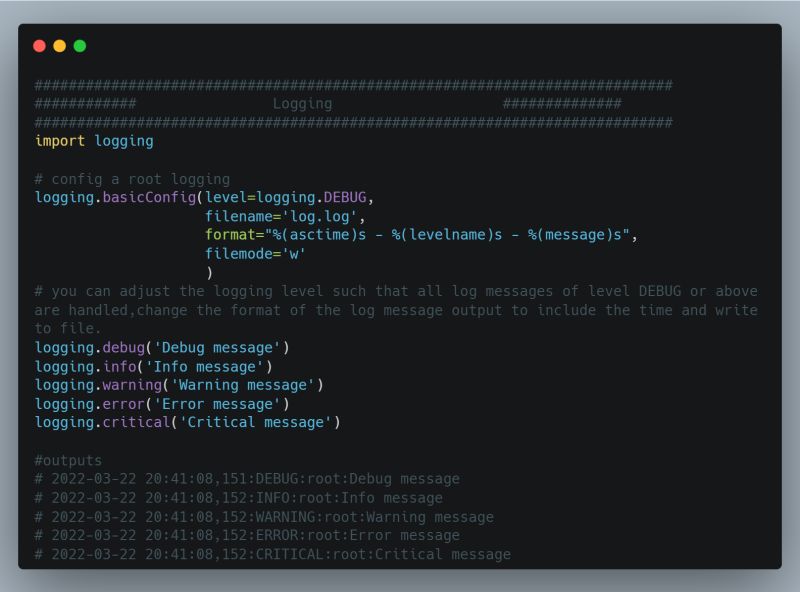 ###########################################################################
############                Logging                    ##############
###########################################################################
import logging
# config a root logging
logging.basicConfig(level=logging.DEBUG,
                    filename='log.log',
                    format="%(asctime)s - %(levelname)s - %(message)s",
                    filemode='w'
                    )
# you can adjust the logging level such that all log messages of level DEBUG or above
are handled,change the format of the log message output to include the time and write
to file.
logging.debug('Debug message')
logging.info('Info message')
logging.warning('Warning message')
logging.error('Error message')
logging.critical('Critical message')
#outputs
# 2022-03-22 20:41:08,151:DEBUG:root:Debug message
# 2022-03-22 20:41:08,152:INFO:root:Info message
# 2022-03-22 20:41:08,152:WARNING:root:Warning message
# 2022-03-22 20:41:08,152:ERROR:root:Error message
# 2022-03-22 20:41:08,152:CRITICAL:root:Critical message